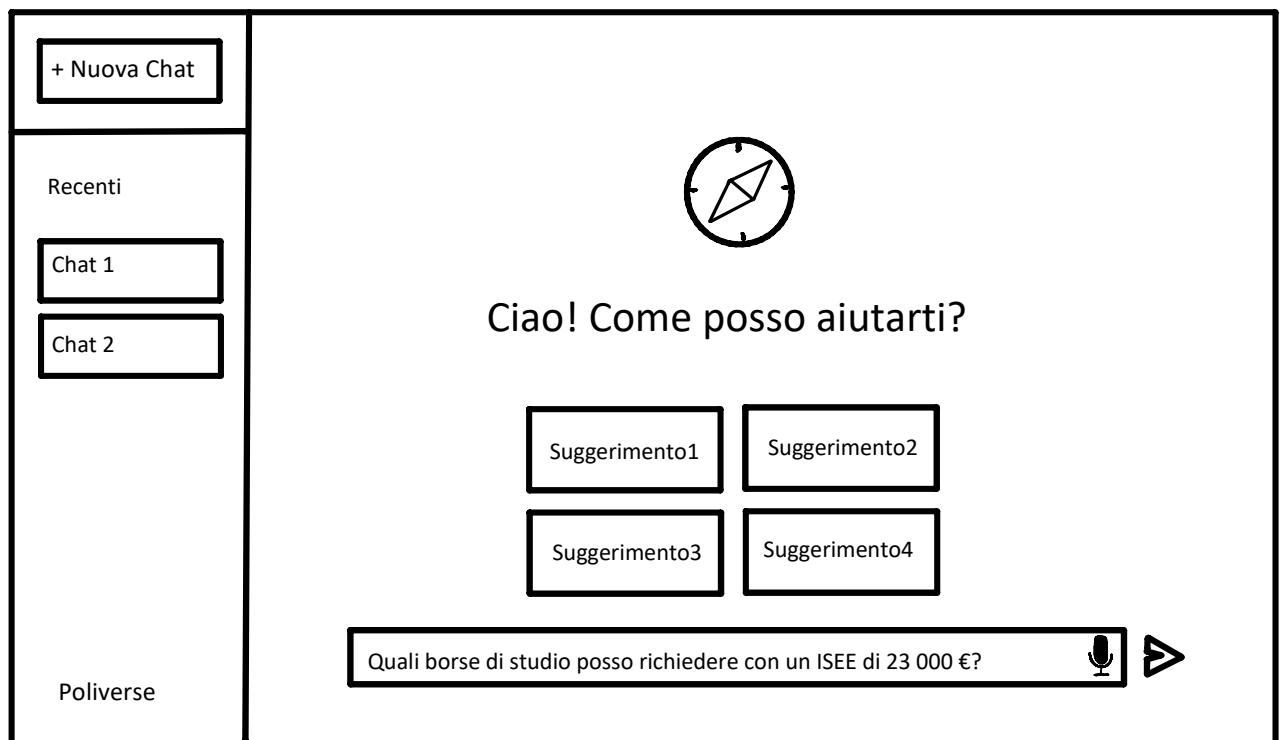 + Nuova Chat
Recenti
Chat 1
Chat 2
Poliverse
Ciao! Come posso aiutarti?
Suggerimento1
Suggerimento2
Suggerimento3
Suggerimento4
Quali borse di studio posso richiedere con un ISEE di 23 000 €?